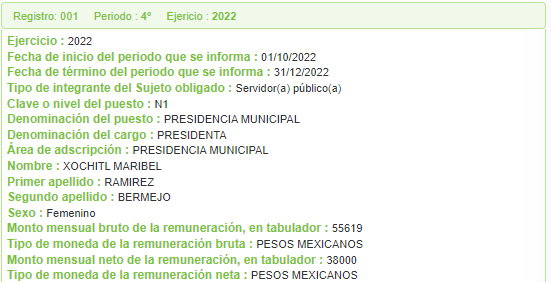 Registro: 001 Periodo : 4º Ejericio : 2022
Ejercicio : 2022
Fecha de inicio del periodo que se informa : 01/10/2022
Fecha de término del periodo que se informa : 31/12/2022
Tipo de integrante del Sujeto obligado : Servidor(a) público(a)
Clave o nivel del puesto : N1
Denominación del puesto : PRESIDENCIA MUNICIPAL
Denominación del cargo : PRESIDENTA
Área de adscripción : PRESIDENCIA MUNICIPAL
Nombre : XOCHITL MARIBEL
Primer apellido : RAMIREZ
Segundo apellido : BERMEJO
Sexo : Femenino
Monto mensual bruto de la remuneración, en tabulador : 55619
Tipo de moneda de la remuneración bruta : PESOS MEXICANOS
Monto mensual neto de la remuneración, en tabulador : 38000
Tipo de moneda de la remuneración neta : PESOS MEXICANOS